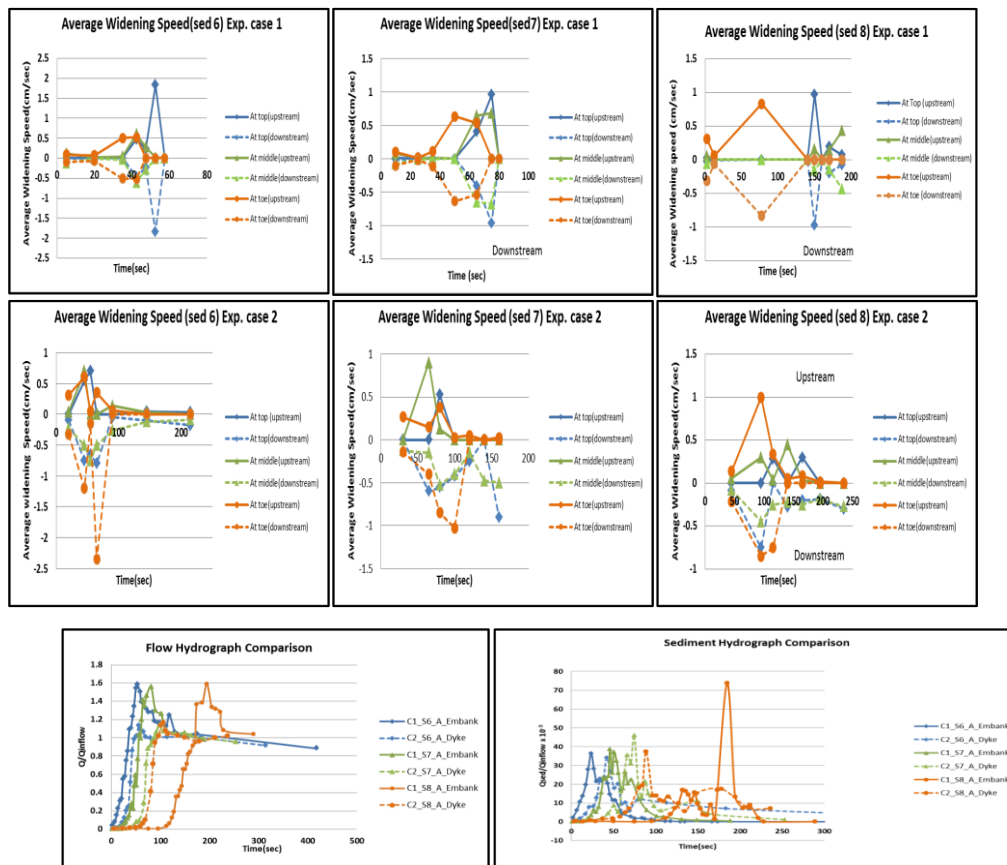 Average Widening Speed(sed 6) Exp. case 1
Average Widening Speed(cm/sec)
2.5
2
1.5
1
0.5
0
-0.5
-1
-1.5
-2
-2.5
0 20 40 60 80
Time(sec)
At top(upstream)
At top(downstream)
At middle(upstream)
At middle(downstream)
At toe(upstream)
At toe(downstream)
Average Widening Speed(sed7) Exp. case 1
Average Widening Speed(cm/sec)
1.5
1
0.5
0
-0.5
-1
-1.5
0 20 40 60 80
Downstream
Time (sec)
At top(upstream)
At top(downstream)
At middle(upstream)
At middle(downstream)
At toe(upstream)
At toe(downstream)
Average Widening Speed (sed 8) Exp. case 1
Average Widening Speed (cm/sec)
1.5
1
0.5
0
-0.5
-1
-1.5
0 50 100 150 200
Downstream
Time (sec)
At Top (upstream)
At top (downstream)
At middle(upstream)
At middle (downstream)
At toe(upstream)
At toe (downstream)
Average Widening Speed (sed 6) Exp. case 2
Average Widening Speed(cm/sec)
1
0.5
0
-0.5
-1
-1.5
-2
-2.5
0 100 200
Time(sec)
At top(upstream)
At top(downstream)
At middle(upstream)
At middle(downstream)
At toe(upstream)
At toe(downstream)
Average Widening Speed (sed 7) Exp. case 2
Average Widening Speed(cm/sec)
1
0.5
0
-0.5
-1
-1.5
0 50 100 150 200
Time(sec)
At top(upstream)
At top(downstream)
At middle(upstream)
At middle(downstream)
At toe(upstream)
At toe(downstream)
Average Widening Speed (sed 8) Exp. case 2
Average Widening Speed(cm/sec)
1.5
1
0.5
0
-0.5
-1
0 50 100 150 200 240
Upstream
Downstream
Time(sec)
At top(upstream)
At top(downstream)
At middle(upstream)
At middle(downstream)
At toe(upstream)
At toe(downstream)
Flow Hydrograph Comparison
Q/Qinflow
1.8
1.6
1.4
1.2
1
0.8
0.6
0.4
0.2
0
0 100 200 300 400 500
Time(sec)
C1_S6_A_Embank
C2_S6_A_Dyke
C1_S7_A_Embank
C2_S7_A_Dyke
C1_S8_A_Embank
C2_S8_A_Dyke
Sediment Hydrograph Comparison
Qsed/Qinflow x 10⁻³
80
70
60
50
40
30
20
10
0
-10
0 50 100 150 200 250 300
Time(sec)
C1_S6_A_Embank
C2_S6_A_Dyke
C1_S7_A_Embank
C2_S7_A_Dyke
C1_S8_A_Embank
C2_S8_A_Dyke